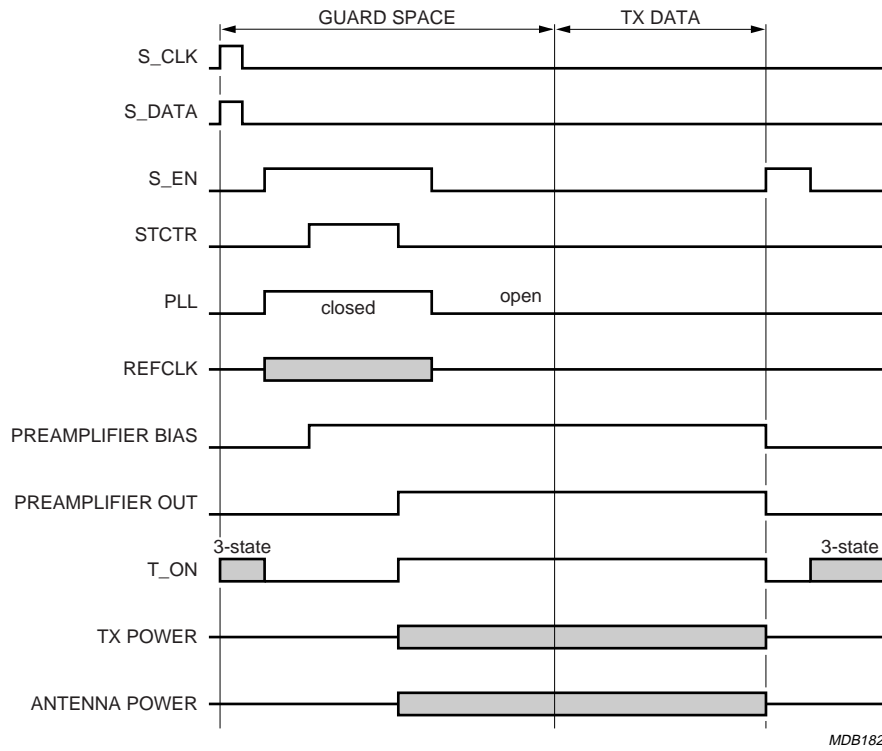 GUARD SPACE
TX DATA
S_CLK
S_DATA
S_EN
STCTR
PLL
closed
open
REFCLK
PREAMPLIFIER BIAS
PREAMPLIFIER OUT
3-state
3-state
T_ON
TX POWER
ANTENNA POWER
MDB182